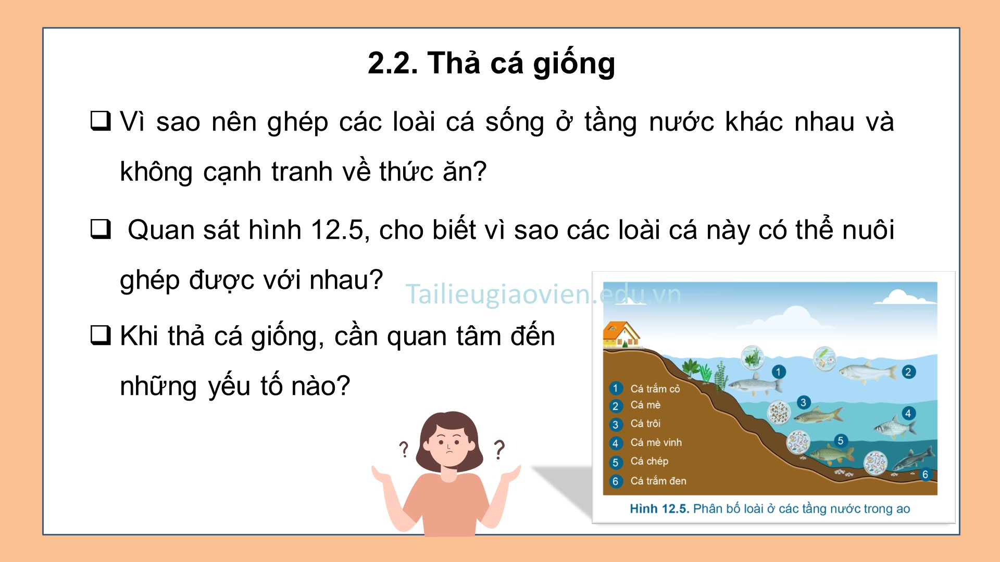 2.2. Thả cá giống
Vì sao nên ghép các loài cá sống ở tầng nước khác nhau và
không cạnh tranh về thức ăn?
Quan sát hình 12.5, cho biết vì sao các loài cá này có thể nuôi
ghép được với nhau?
Tailieugiaovien.edu.vn
Khi thả cá giống, cần quan tâm đến
những yếu tố nào?
? ?
1
2
3
4
5
6
1 Cá trắm cỏ
2 Cá mè
3 Cá trôi
4 Cá mè vinh
5 Cá chép
6 Cá trắm đen
Hình 12.5. Phân bố loài ở các tầng nước trong ao